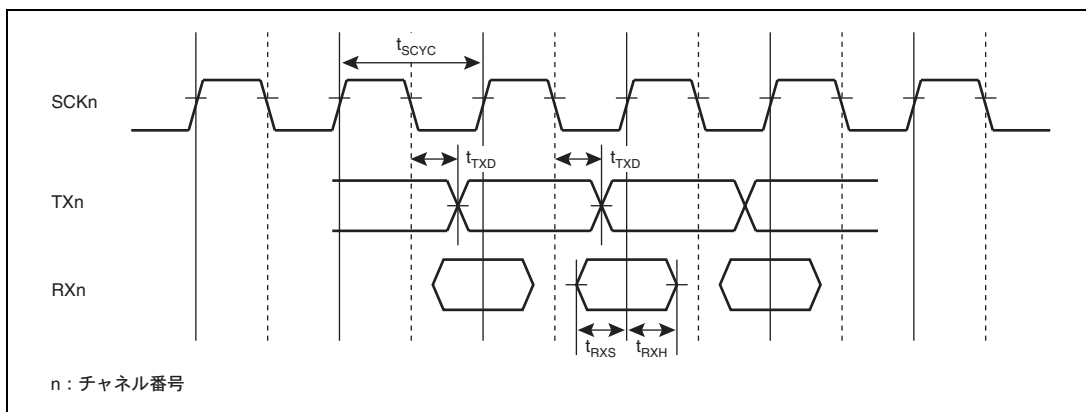 tSCYC
SCKn
tTXD tTXD
TXn
RXn
tRXS tRXH
n：チャネル番号